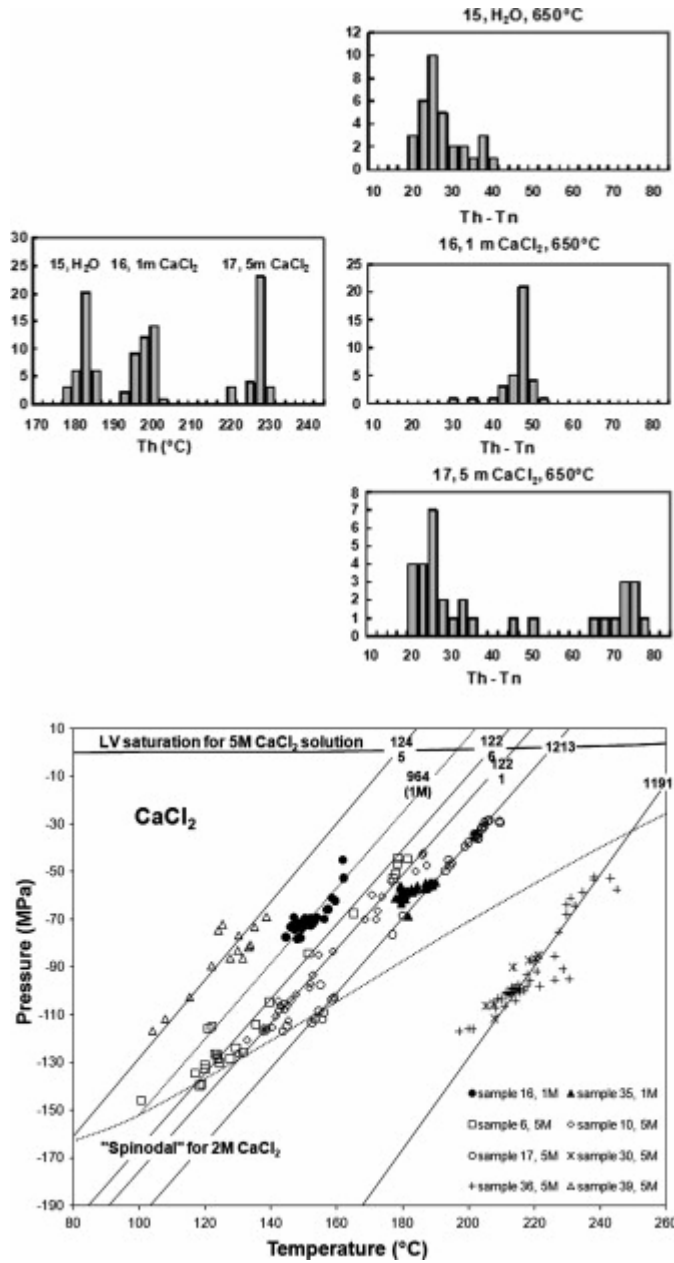 15, H₂O, 650°C
12
10
8
6
4
2
0
10 20 30 40 50 60 70 80
Th - Tn
30
25
20
15
10
5
0
15, H₂O 16, 1m CaCl₂ 17, 5m CaCl₂
170 180 190 200 210 220 230 240
Th (°C)
16, 1 m CaCl₂, 650°C
25
20
15
10
5
0
10 20 30 40 50 60 70 80
Th - Tn
17, 5 m CaCl₂, 650°C
8
7
6
5
4
3
2
1
0
10 20 30 40 50 60 70 80
Th - Tn
10
-10
-30
-50
-70
-90
-110
-130
-150
-170
-190
Pressure (MPa)
LV saturation for 5M CaCl₂ solution
124
5
964
(1M)
122
6
122
1
1213
1191
CaCl₂
"Spinodal" for 2M CaCl₂
sample 16, 1M sample 35, 1M
sample 6, 5M sample 10, 5M
sample 17, 5M sample 30, 5M
sample 36, 5M sample 39, 5M
80 100 120 140 160 180 200 220 240 260
Temperature (°C)